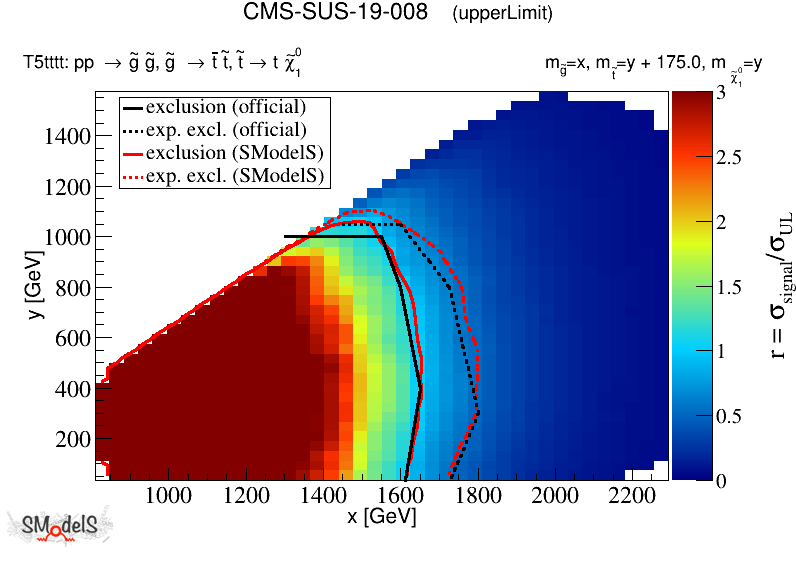 CMS-SUS-19-008 (upperLimit)
T5tttt: pp → g̃ g̃, g̃ → t̄ t̃, t̃ → t χ̃⁰₁
m_g̃=x, m_t̃=y + 175.0, m_χ̃⁰₁=y
exclusion (official)
exp. excl. (official)
exclusion (SModelS)
exp. excl. (SModelS)
1400
1200
1000
800
600
400
200
y [GeV]
1000 1200 1400 1600 1800 2000 2200
x [GeV]
3
2.5
2
1.5
1
0.5
0
r = σ_signal/σ_UL
SModelS